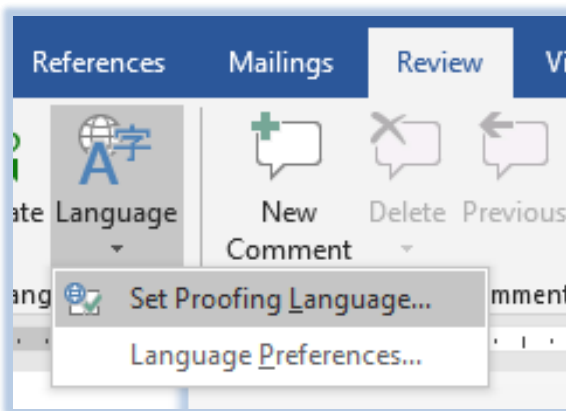 References Mailings Review
Language New Delete Previous
Comment
Set Proofing Language...
Language Preferences...